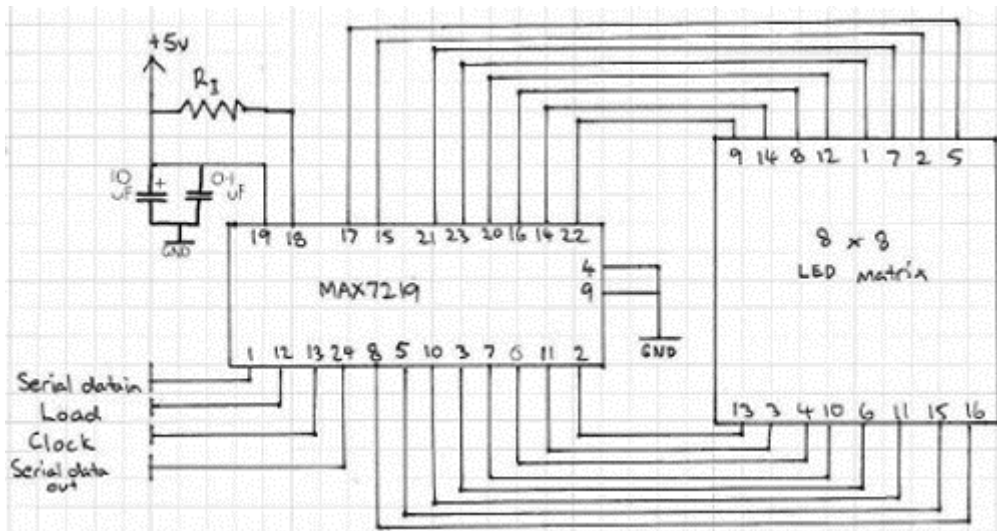 +5v
R_I
10 uF
0.1 uF
GND
19 18 17 15 21 23 20 16 14 22
MAX7219
4
9
GND
1 12 13 24 8 5 10 3 7 6 11 2
Serial data in
Load
Clock
Serial data out
9 14 8 12 1 7 2 5
8 x 8
LED Matrix
13 3 4 10 6 11 15 16